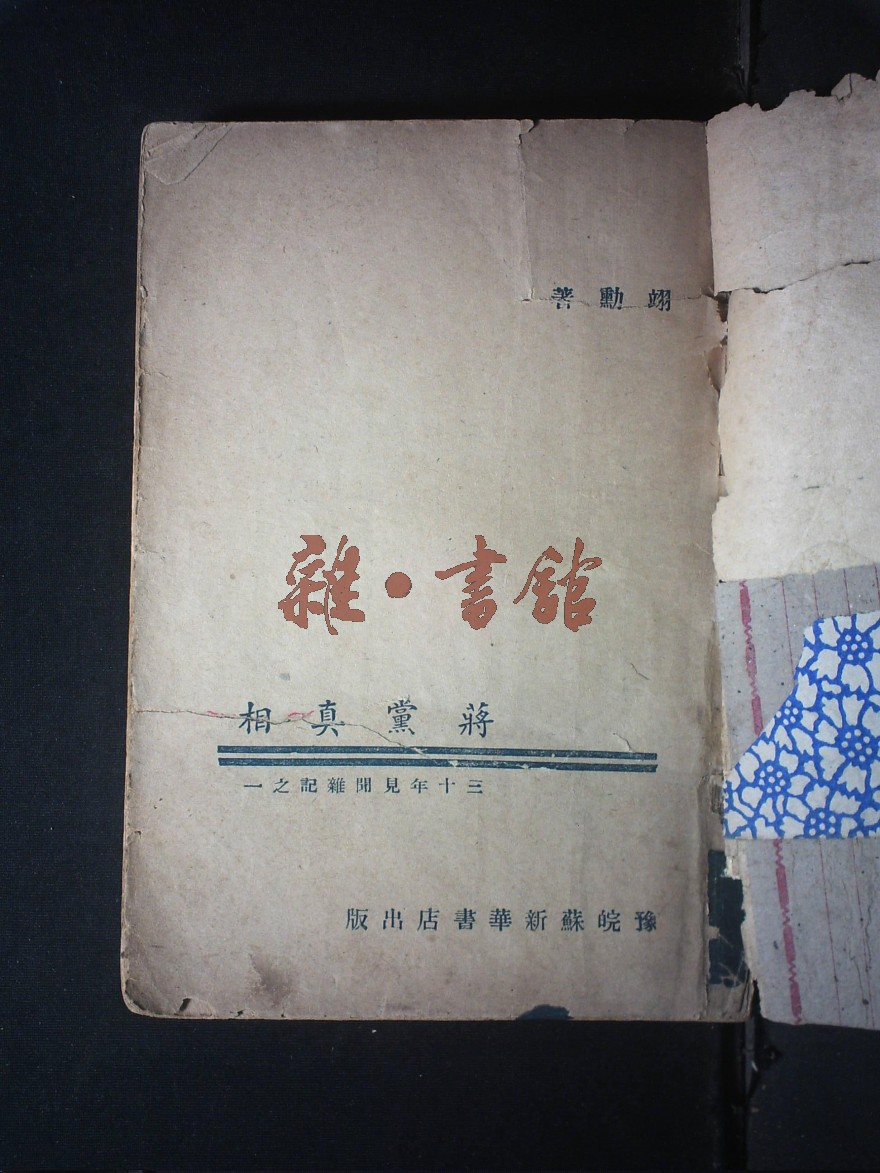 翊勳著
雜·書館
蔣黨真相
三十年見聞雜記之一
豫皖蘇新華書店出版